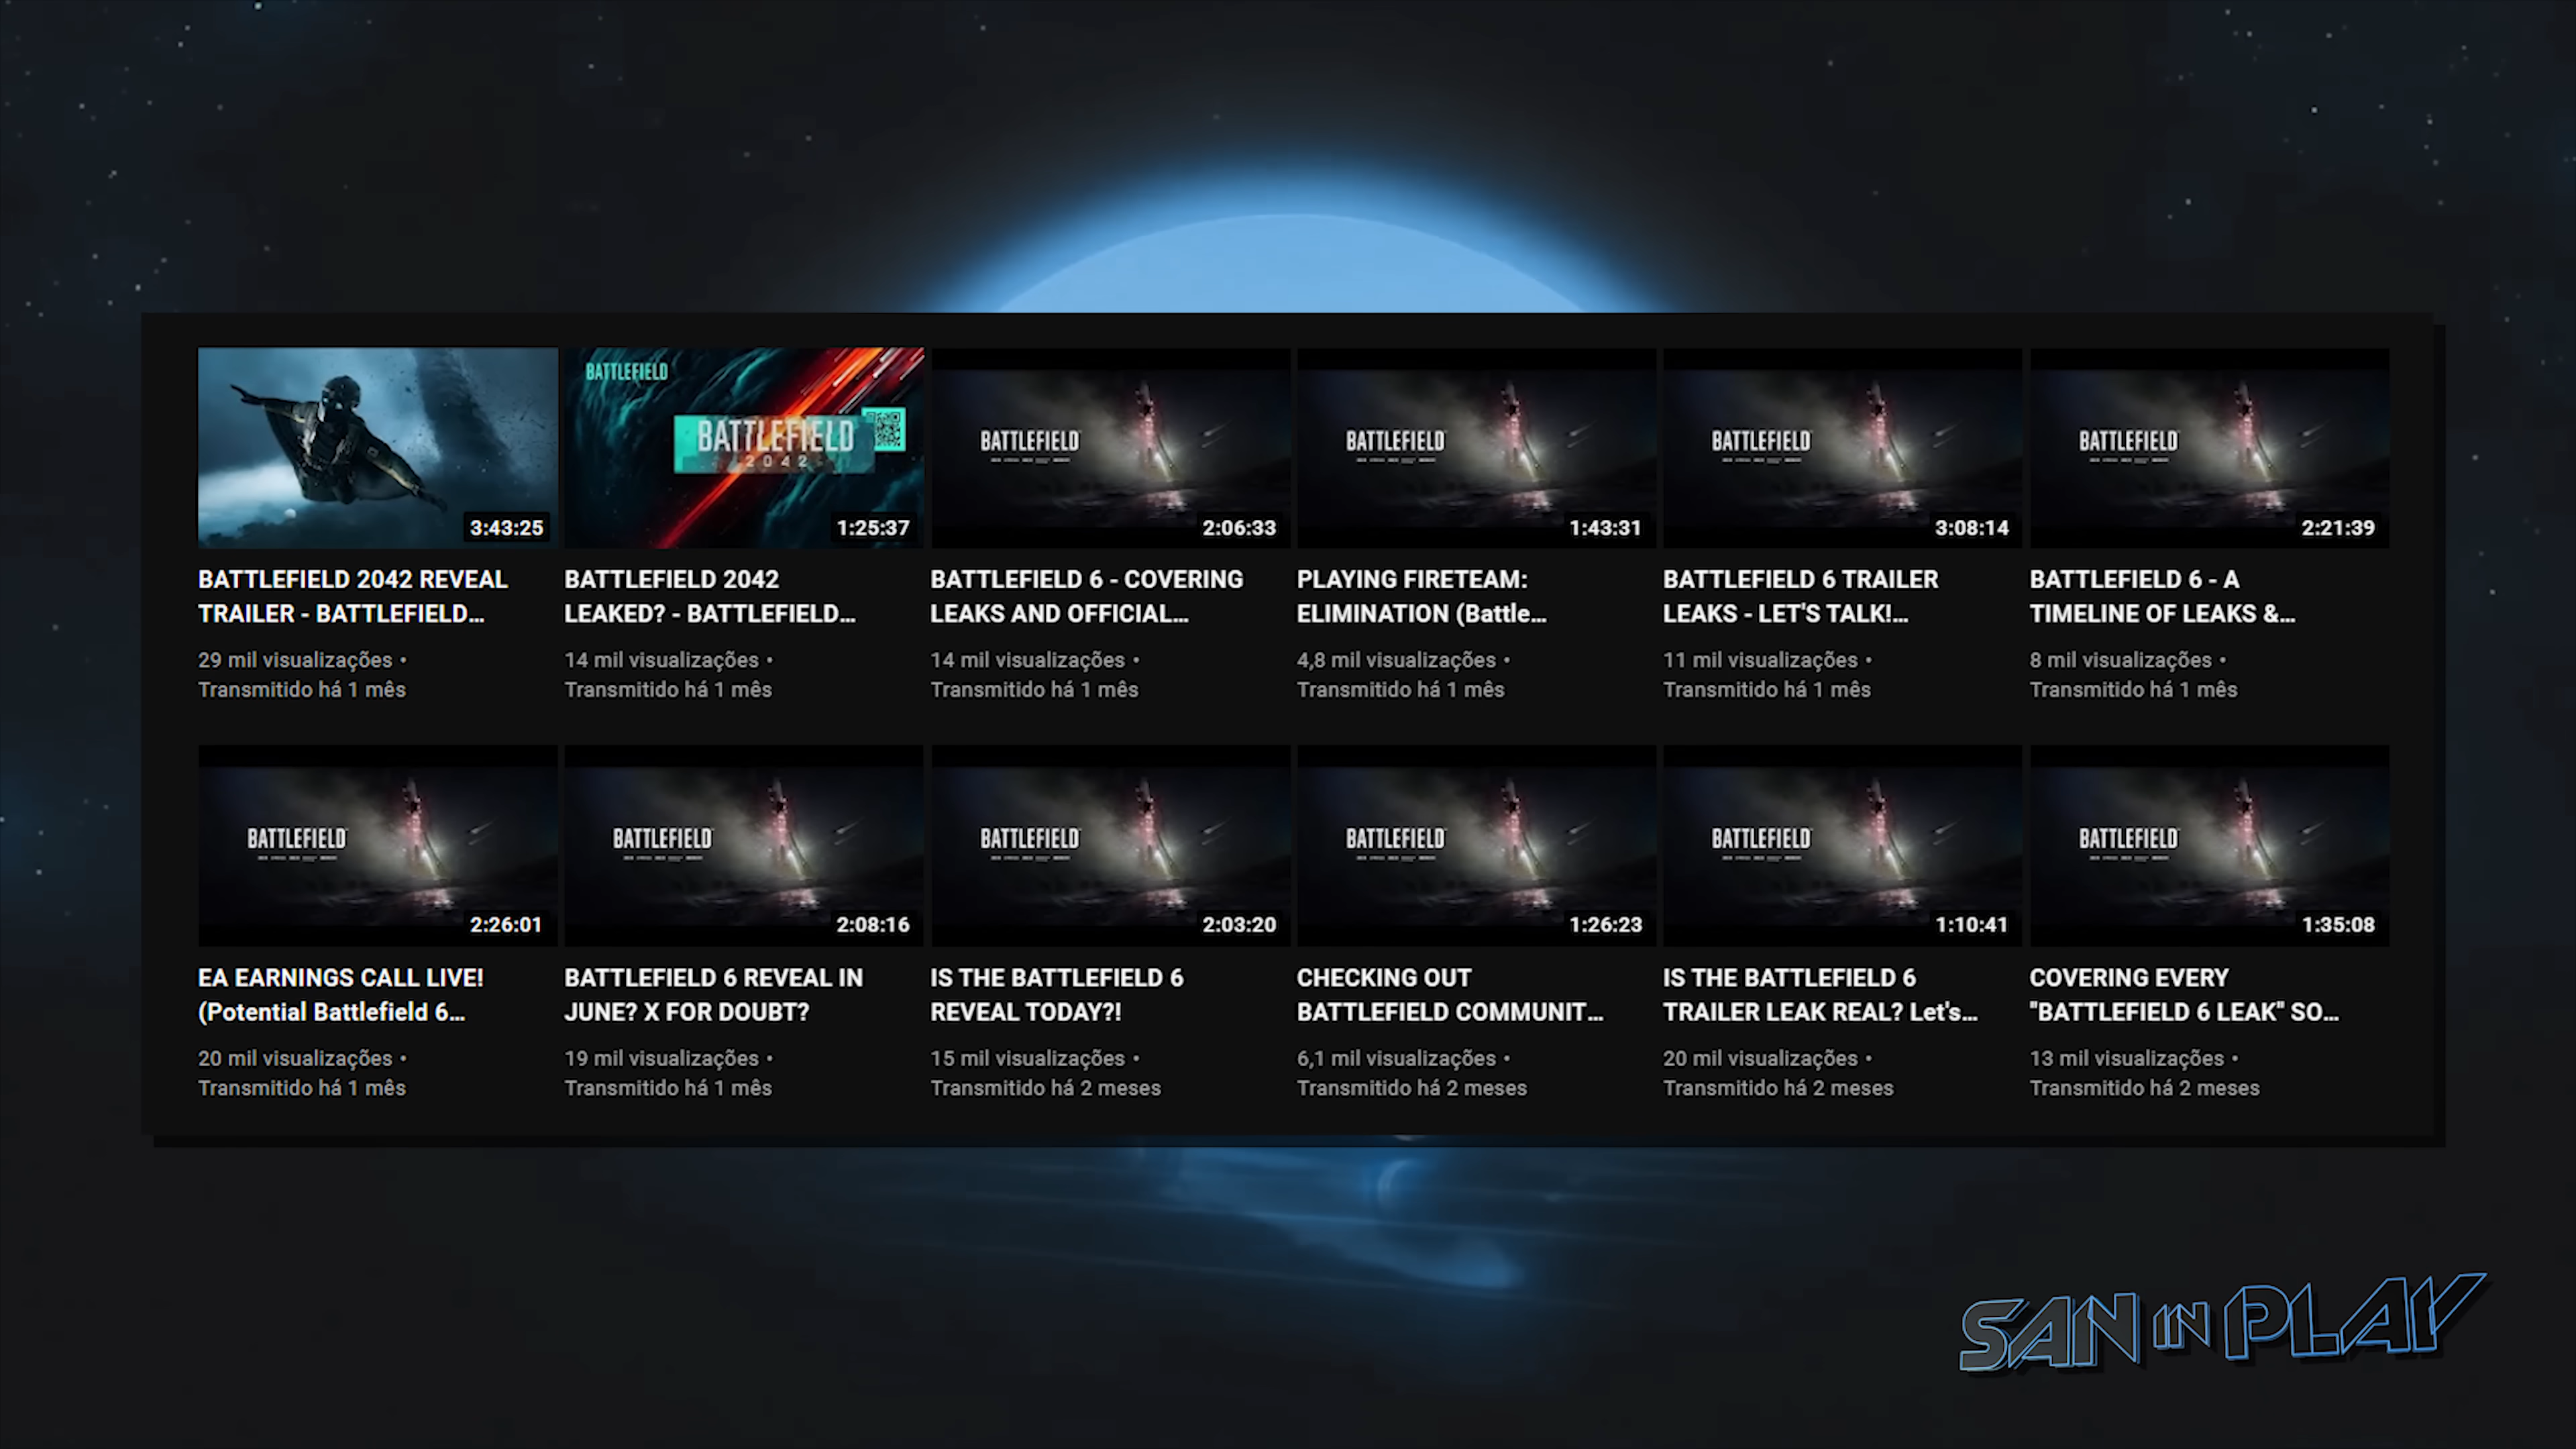 BATTLEFIELD
BATTLEFIELD
2042
BATTLEFIELD
BATTLEFIELD
BATTLEFIELD
BATTLEFIELD
3:43:25
1:25:37
2:06:33
1:43:31
3:08:14
2:21:39
BATTLEFIELD 2042 REVEAL
TRAILER - BATTLEFIELD...
29 mil visualizações •
Transmitido há 1 mês
BATTLEFIELD 2042
LEAKED? - BATTLEFIELD...
14 mil visualizações •
Transmitido há 1 mês
BATTLEFIELD 6 - COVERING
LEAKS AND OFFICIAL...
14 mil visualizações •
Transmitido há 1 mês
PLAYING FIRETEAM:
ELIMINATION (Battle...
4,8 mil visualizações •
Transmitido há 1 mês
BATTLEFIELD 6 TRAILER
LEAKS - LET'S TALK!...
11 mil visualizações •
Transmitido há 1 mês
BATTLEFIELD 6 - A
TIMELINE OF LEAKS &...
8 mil visualizações •
Transmitido há 1 mês
BATTLEFIELD
BATTLEFIELD
BATTLEFIELD
BATTLEFIELD
BATTLEFIELD
BATTLEFIELD
2:26:01
2:08:16
2:03:20
1:26:23
1:10:41
1:35:08
EA EARNINGS CALL LIVE!
(Potential Battlefield 6...
20 mil visualizações •
Transmitido há 1 mês
BATTLEFIELD 6 REVEAL IN
JUNE? X FOR DOUBT?
19 mil visualizações •
Transmitido há 1 mês
IS THE BATTLEFIELD 6
REVEAL TODAY?!
15 mil visualizações •
Transmitido há 2 meses
CHECKING OUT
BATTLEFIELD COMMUNIT...
6,1 mil visualizações •
Transmitido há 2 meses
IS THE BATTLEFIELD 6
TRAILER LEAK REAL? Let's...
20 mil visualizações •
Transmitido há 2 meses
COVERING EVERY
"BATTLEFIELD 6 LEAK" SO...
13 mil visualizações •
Transmitido há 2 meses
SAN IN PLAY